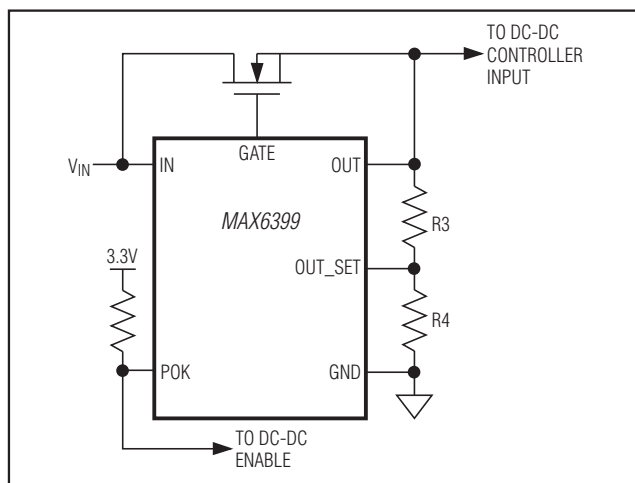 TO DC-DC
CONTROLLER
INPUT
GATE
VIN
IN
OUT
MAX6399
R3
3.3V
OUT_SET
R4
POK
GND
TO DC-DC
ENABLE